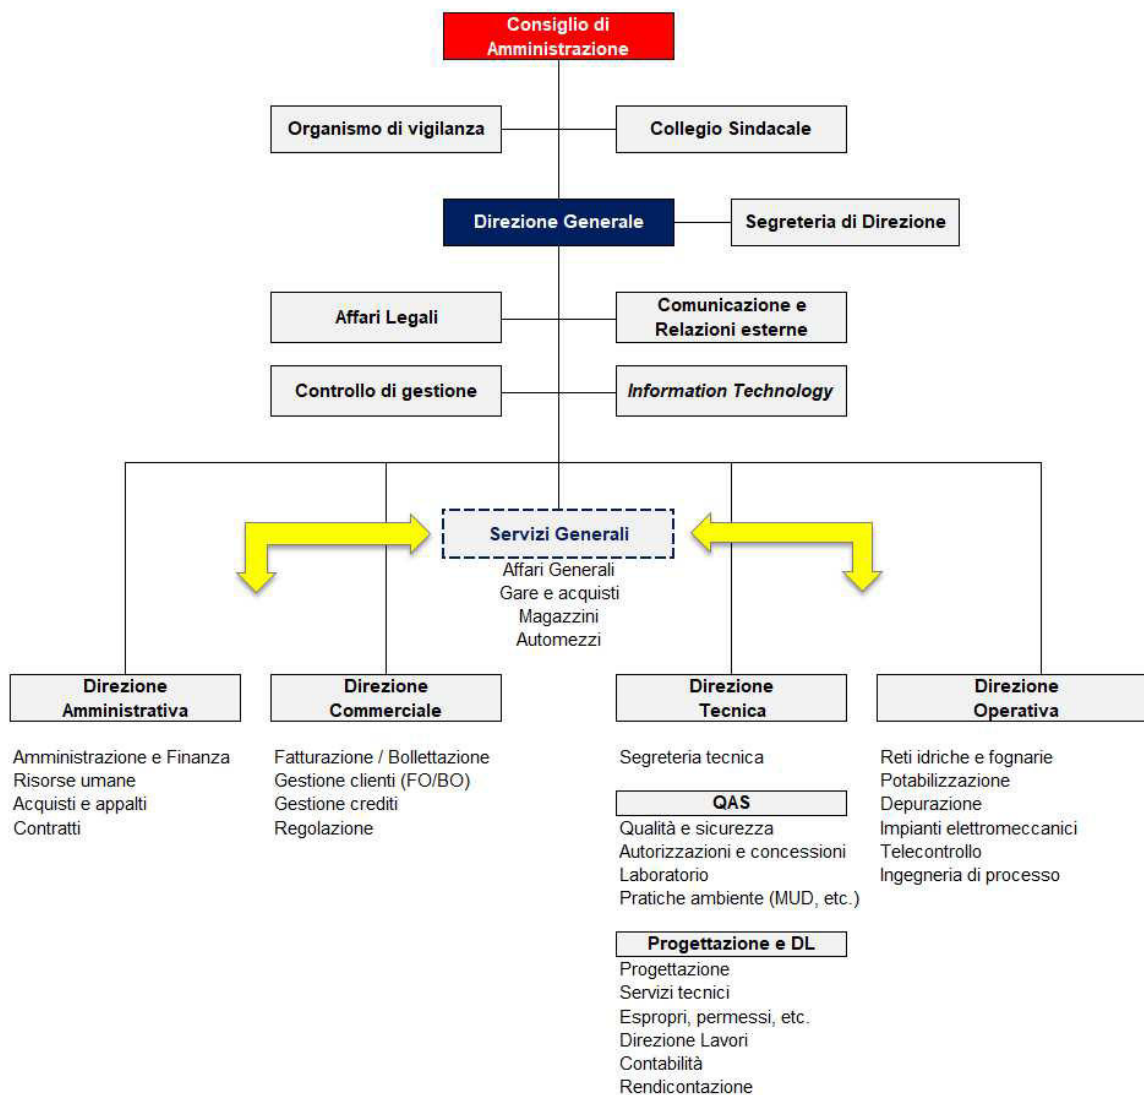 Consiglio di
Amministrazione
Organismo di vigilanza
Collegio Sindacale
Direzione Generale
Segreteria di Direzione
Affari Legali
Comunicazione e
Relazioni esterne
Controllo di gestione
Information Technology
Servizi Generali
Affari Generali
Gare e acquisti
Magazzini
Automezzi
Direzione
Amministrativa
Amministrazione e Finanza
Risorse umane
Acquisti e appalti
Contratti
Direzione
Commerciale
Fatturazione / Bollettazione
Gestione clienti (FO/BO)
Gestione crediti
Regolazione
Direzione
Tecnica
Segreteria tecnica
QAS
Qualità e sicurezza
Autorizzazioni e concessioni
Laboratorio
Pratiche ambiente (MUD, etc.)
Progettazione e DL
Progettazione
Servizi tecnici
Espropri, permessi, etc.
Direzione Lavori
Contabilità
Rendicontazione
Direzione
Operativa
Reti idriche e fognarie
Potabilizzazione
Depurazione
Impianti elettromeccanici
Telecontrollo
Ingegneria di processo